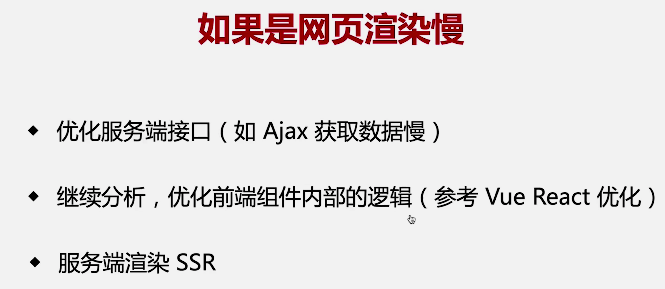 如果是网页渲染慢
◆ 优化服务端接口（如 Ajax 获取数据慢）
◆ 继续分析，优化前端组件内部的逻辑（参考 Vue React 优化）
◆ 服务端渲染 SSR